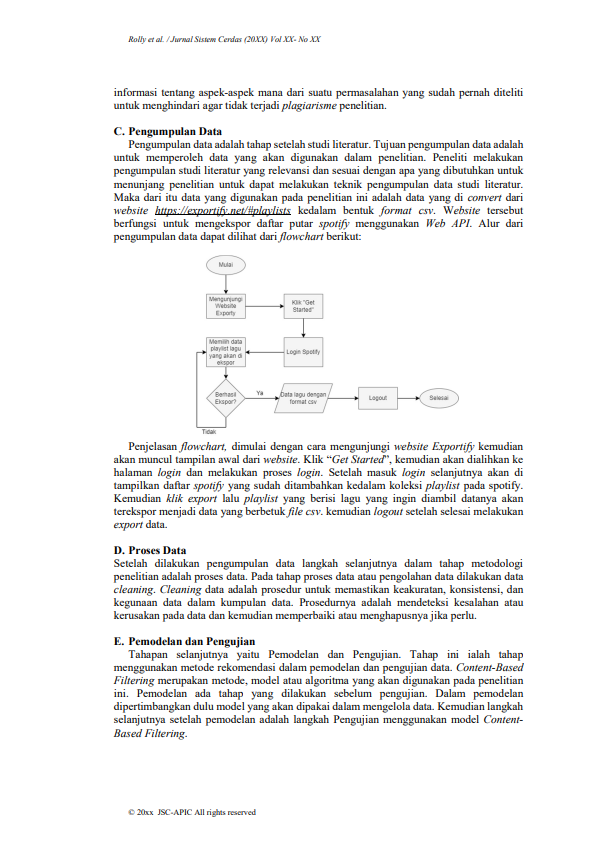 Rolly et al. / Jurnal Sistem Cerdas (20XX) Vol XX- No XX
informasi tentang aspek-aspek mana dari suatu permasalahan yang sudah pernah diteliti
untuk menghindari agar tidak terjadi plagiarisme penelitian.
C. Pengumpulan Data
Pengumpulan data adalah tahap setelah studi literatur. Tujuan pengumpulan data adalah
untuk memperoleh data yang akan digunakan dalam penelitian. Peneliti melakukan
pengumpulan studi literatur yang relevansi dan sesuai dengan apa yang dibutuhkan untuk
menunjang penelitian untuk dapat melakukan teknik pengumpulan data studi literatur.
Maka dari itu data yang digunakan pada penelitian ini adalah data yang di convert dari
website https://exportify.net/#playlists kedalam bentuk format csv. Website tersebut
berfungsi untuk mengekspor daftar putar spotify menggunakan Web API. Alur dari
pengumpulan data dapat dilihat dari flowchart berikut:
Mulai
Mengunjungi
Website
Exporty
Klik "Get
Started"
Memilih data
playlist lagu
yang akan di
ekspor
Login Spotify
Berhasil
Ekspor?
Ya
Data lagu dengan
format csv
Logout
Selesai
Tidak
Penjelasan flowchart, dimulai dengan cara mengunjungi website Exportify kemudian
akan muncul tampilan awal dari website. Klik “Get Started”, kemudian akan dialihkan ke
halaman login dan melakukan proses login. Setelah masuk login selanjutnya akan di
tampilkan daftar spotify yang sudah ditambahkan kedalam koleksi playlist pada spotify.
Kemudian klik export lalu playlist yang berisi lagu yang ingin diambil datanya akan
terekspor menjadi data yang berbetuk file csv. kemudian logout setelah selesai melakukan
export data.
D. Proses Data
Setelah dilakukan pengumpulan data langkah selanjutnya dalam tahap metodologi
penelitian adalah proses data. Pada tahap proses data atau pengolahan data dilakukan data
cleaning. Cleaning data adalah prosedur untuk memastikan keakuratan, konsistensi, dan
kegunaan data dalam kumpulan data. Prosedurnya adalah mendeteksi kesalahan atau
kerusakan pada data dan kemudian memperbaiki atau menghapusnya jika perlu.
E. Pemodelan dan Pengujian
Tahapan selanjutnya yaitu Pemodelan dan Pengujian. Tahap ini ialah tahap
menggunakan metode rekomendasi dalam pemodelan dan pengujian data. Content-Based
Filtering merupakan metode, model atau algoritma yang akan digunakan pada penelitian
ini. Pemodelan ada tahap yang dilakukan sebelum pengujian. Dalam pemodelan
dipertimbangkan dulu model yang akan dipakai dalam mengelola data. Kemudian langkah
selanjutnya setelah pemodelan adalah langkah Pengujian menggunakan model Content-
Based Filtering.
© 20xx JSC-APIC All rights reserved